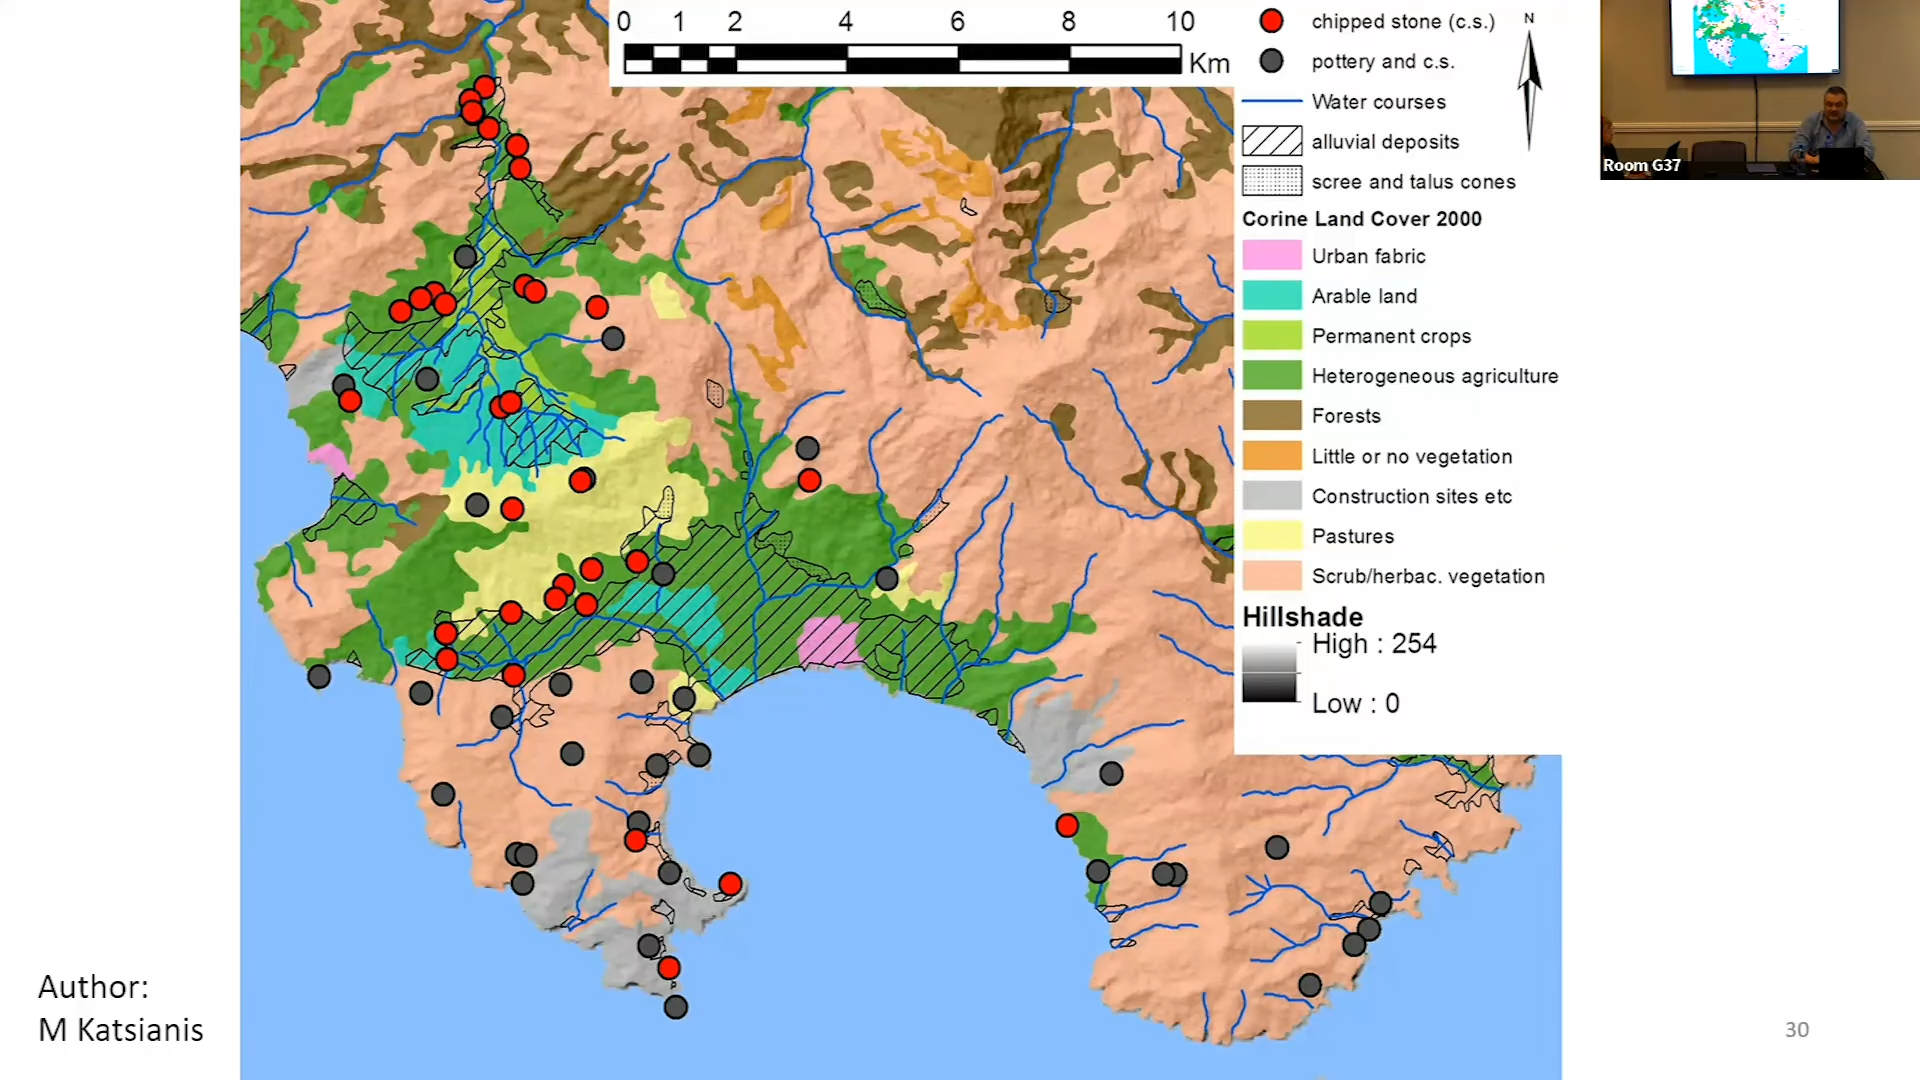 0 1 2 4 6 8 10
Km
chipped stone (c.s.)
pottery and c.s.
Water courses
alluvial deposits
scree and talus cones
N
Corine Land Cover 2000
Urban fabric
Arable land
Permanent crops
Heterogeneous agriculture
Forests
Little or no vegetation
Construction sites etc
Pastures
Scrub/herbac. vegetation
Hillshade
High : 254
Low : 0
Room G37
Author:
M Katsianis
30